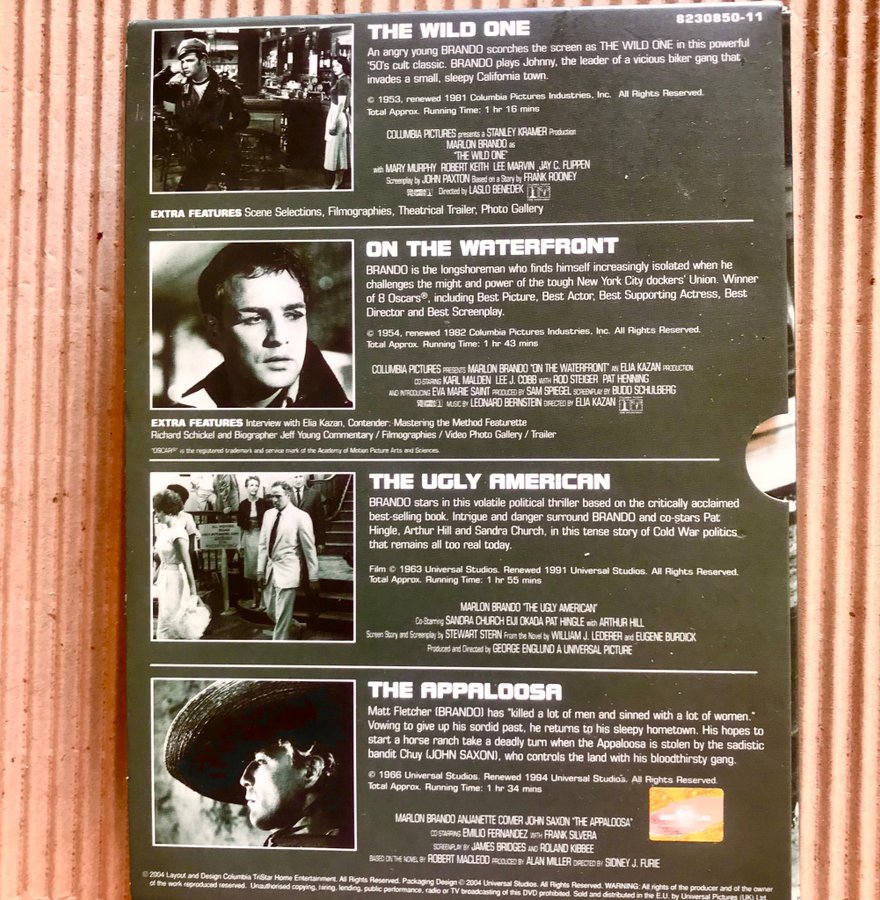 8230850-11
THE WILD ONE
An angry young BRANDO scorches the screen as THE WILD ONE in this powerful
'50's cult classic. BRANDO plays Johnny, the leader of a vicious biker gang that
invades a small, sleepy California town.
© 1953, renewed 1981 Columbia Pictures Industries, Inc. All Rights Reserved.
Total Approx. Running Time: 1 hr 16 mins
COLUMBIA PICTURES presents a STANLEY KRAMER Production
MARLON BRANDO as
"THE WILD ONE"
with MARY MURPHY ROBERT KEITH LEE MARVIN JAY C. FLIPPEN
Screenplay by JOHN PAXTON Based on a Story by FRANK ROONEY
Directed by LASLO BENEDEK
EXTRA FEATURES Scene Selections, Filmographies, Theatrical Trailer, Photo Gallery
ON THE WATERFRONT
BRANDO is the longshoreman who finds himself increasingly isolated when he
challenges the might and power of the tough New York City dockers' Union. Winner
of 8 Oscars®, including Best Picture, Best Actor, Best Supporting Actress, Best
Director and Best Screenplay.
© 1954, renewed 1982 Columbia Pictures Industries, Inc. All Rights Reserved.
Total Approx. Running Time: 1 hr 43 mins
COLUMBIA PICTURES PRESENTS MARLON BRANDO "ON THE WATERFRONT" AN ELIA KAZAN PRODUCTION
CO-STARRING KARL MALDEN LEE J. COBB WITH ROD STEIGER PAT HENNING
AND INTRODUCING EVA MARIE SAINT PRODUCED BY SAM SPIEGEL SCREENPLAY BY BUDD SCHULBERG
MUSIC BY LEONARD BERNSTEIN DIRECTED BY ELIA KAZAN
EXTRA FEATURES Interview with Elia Kazan, Contender: Mastering the Method Featurette
Richard Schickel and Biographer Jeff Young Commentary / Filmographies / Video Photo Gallery / Trailer
"OSCAR®" is the registered trademark and service mark of the Academy of Motion Picture Arts and Sciences.
THE UGLY AMERICAN
BRANDO stars in this volatile political thriller based on the critically acclaimed
best-selling book. Intrigue and danger surround BRANDO and co-stars Pat
Hingle, Arthur Hill and Sandra Church, in this tense story of Cold War politics
that remains all too real today.
Film © 1963 Universal Studios. Renewed 1991 Universal Studios. All Rights Reserved.
Total Approx. Running Time: 1 hr 55 mins
MARLON BRANDO "THE UGLY AMERICAN"
Co-Starring SANDRA CHURCH EIJI OKADA PAT HINGLE with ARTHUR HILL
Screen Story and Screenplay by STEWART STERN From the Novel by WILLIAM J. LEDERER and EUGENE BURDICK
Produced and Directed by GEORGE ENGLUND A UNIVERSAL PICTURE
THE APPALOOSA
Matt Fletcher (BRANDO) has "killed a lot of men and sinned with a lot of women."
Vowing to give up his sordid past, he returns to his sleepy hometown. His hopes to
start a horse ranch take a deadly turn when the Appaloosa is stolen by the sadistic
bandit Chuy (JOHN SAXON), who controls the land with his bloodthirsty gang.
© 1966 Universal Studios. Renewed 1994 Universal Studios. All Rights Reserved.
Total Approx. Running Time: 1 hr 34 mins
MARLON BRANDO ANJANETTE COMER JOHN SAXON "THE APPALOOSA"
CO-STARRING EMILIO FERNANDEZ WITH FRANK SILVERA
SCREENPLAY BY JAMES BRIDGES AND ROLAND KIBBEE
BASED ON THE NOVEL BY ROBERT MACLEOD PRODUCED BY ALAN MILLER DIRECTED BY SIDNEY J. FURIE
© 2004 Layout and Design Columbia TriStar Home Entertainment. All Rights Reserved. Packaging Design © 2004 Universal Studios. All Rights Reserved. WARNING: All rights of the producer and of the owner
of the work reproduced reserved. Unauthorised copying, hiring, lending, public performance, radio or TV broadcasting of this DVD prohibited. Sold and distributed in the E.U. by Universal Pictures (UK) Ltd